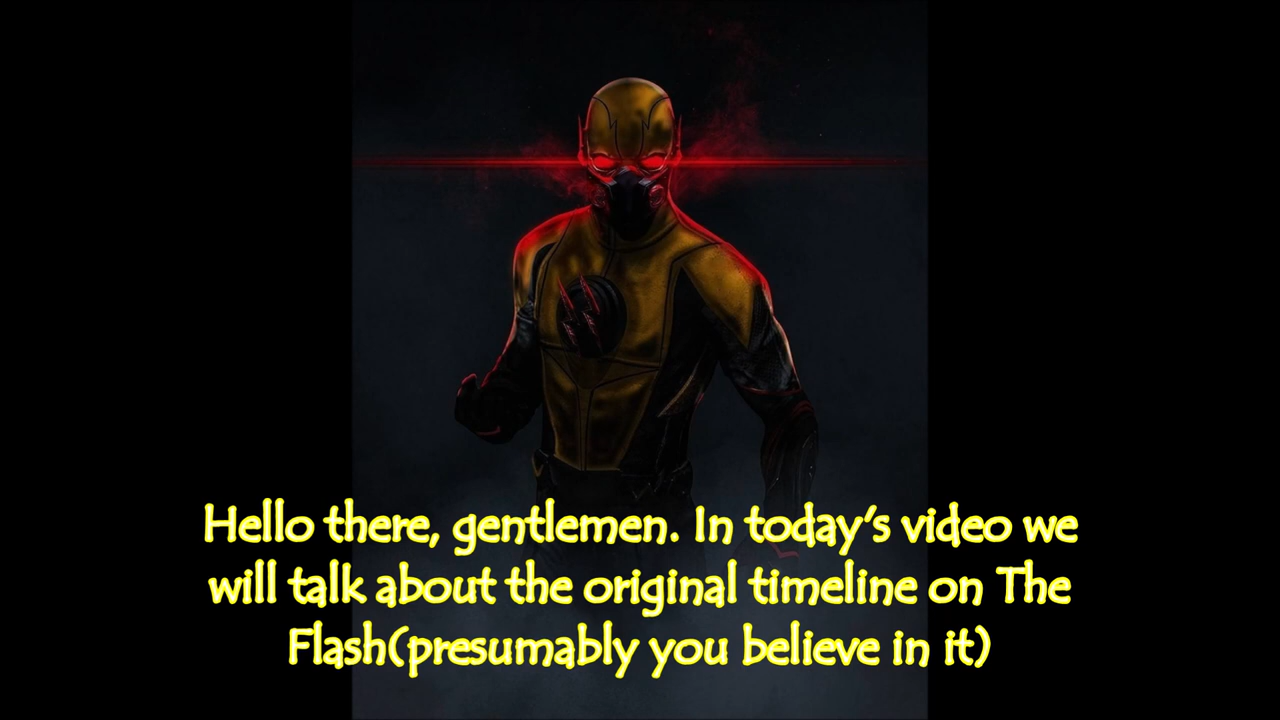 Hello there, gentlemen. In today's video we
will talk about the original timeline on The
Flash(presumably you believe in it)